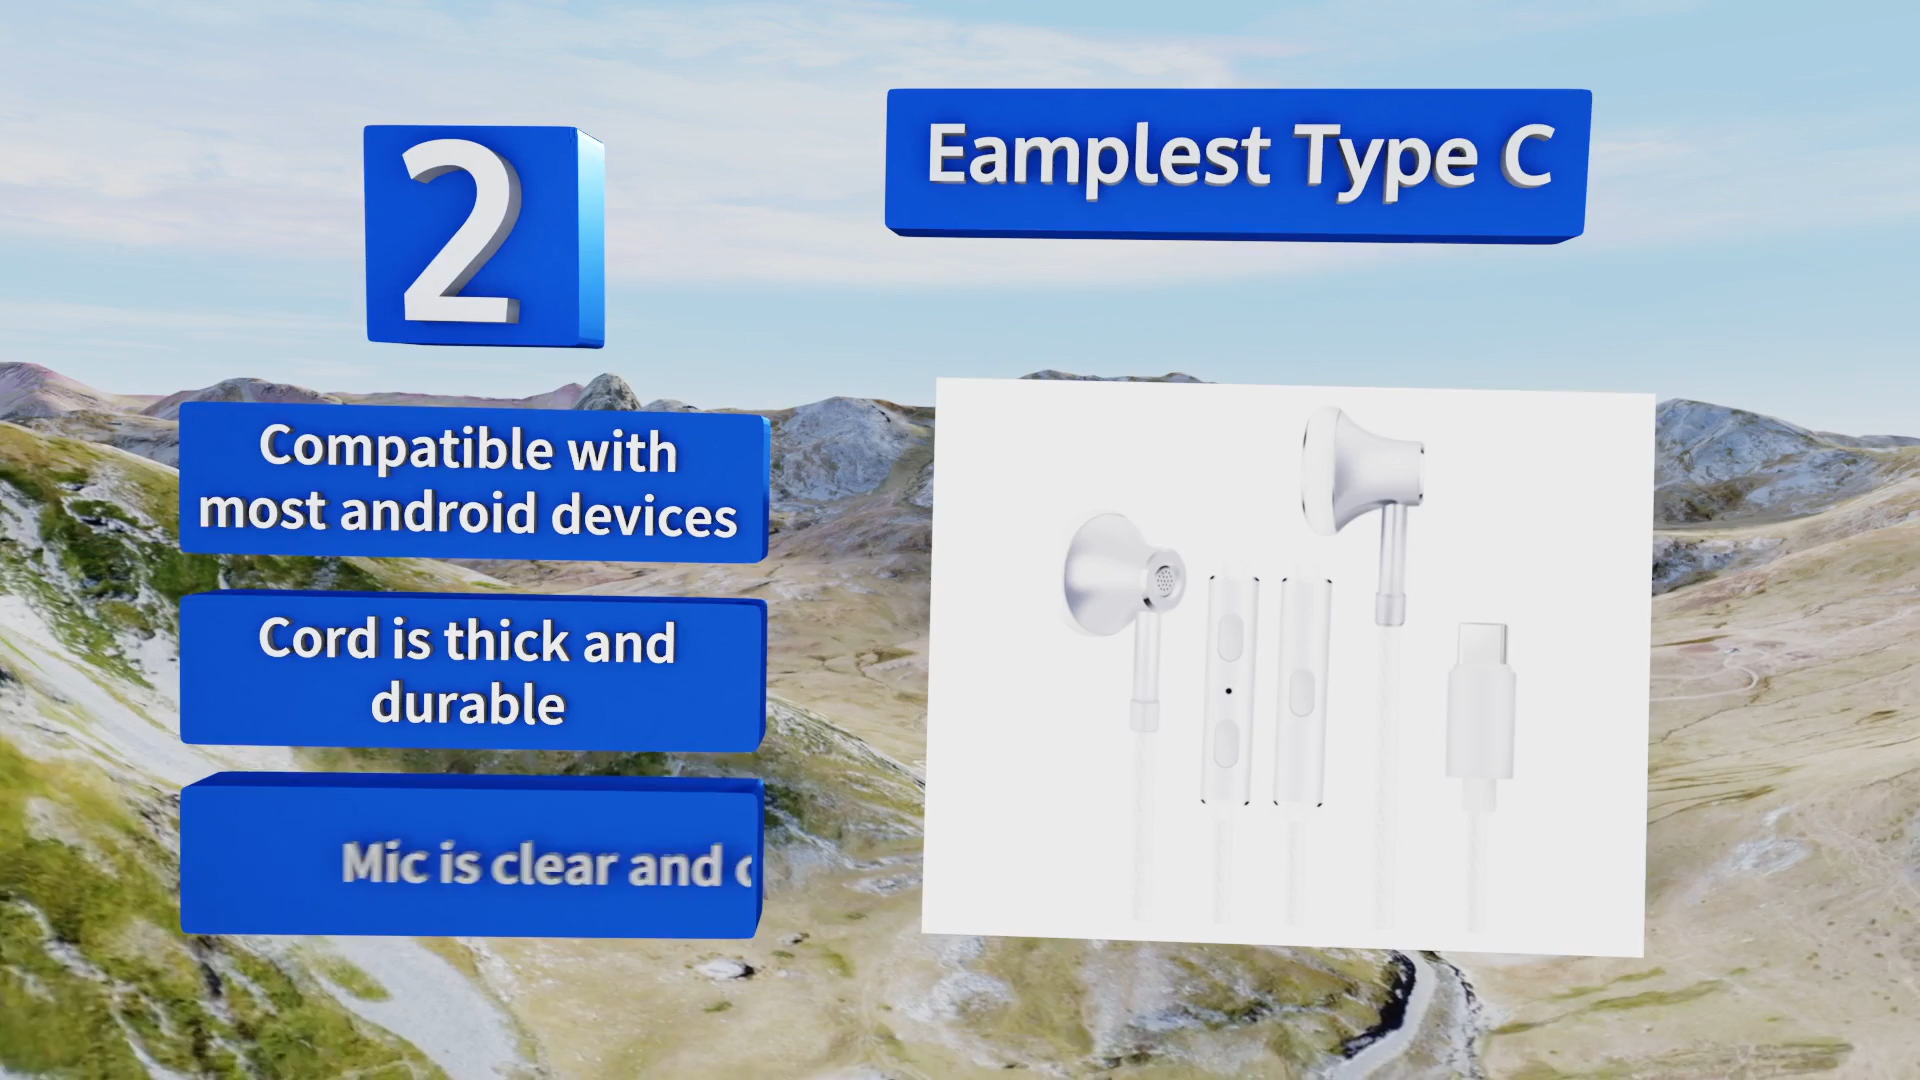 2
Eamplest Type C
Compatible with
most android devices
Cord is thick and
durable
Mic is clear and